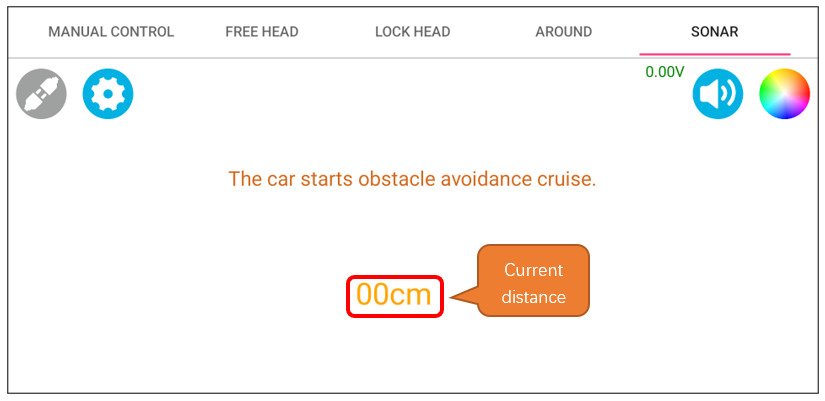 MANUAL CONTROL FREE HEAD LOCK HEAD AROUND SONAR
0.00V
The car starts obstacle avoidance cruise.
00cm
Current
distance